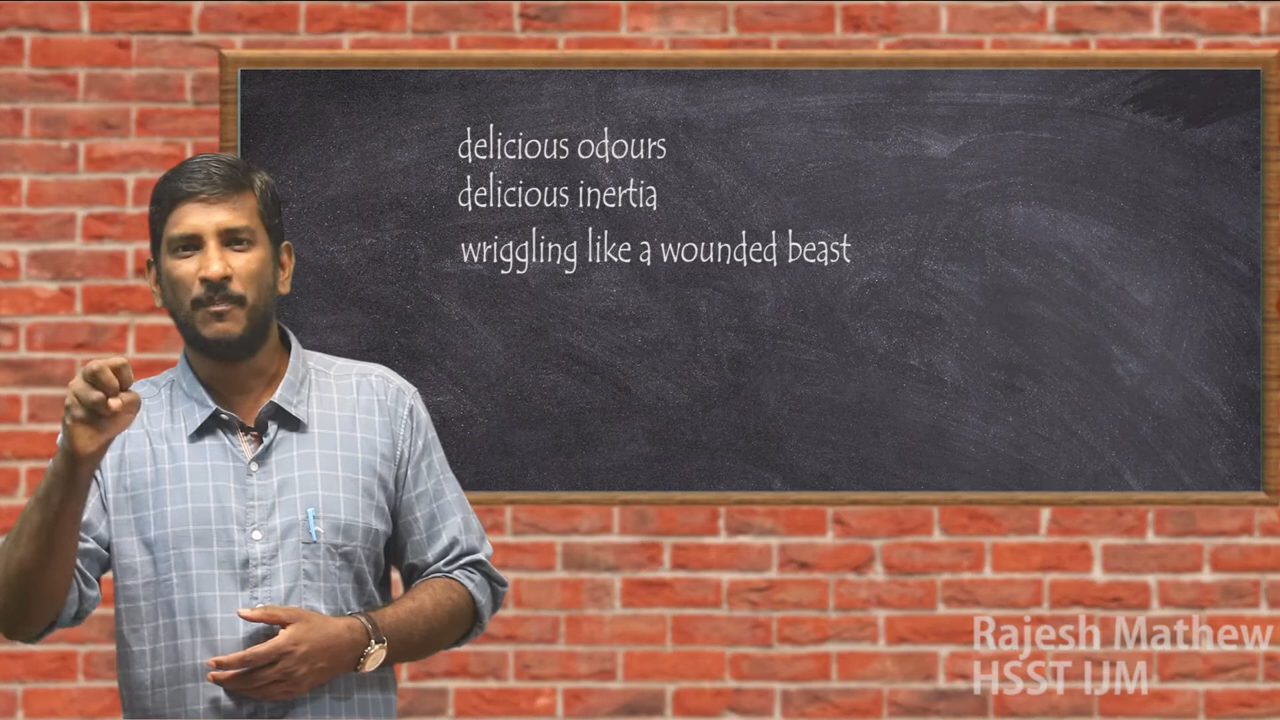 delicious odours
delicious inertia
wriggling like a wounded beast
Rajesh Mathew
HSST IJM